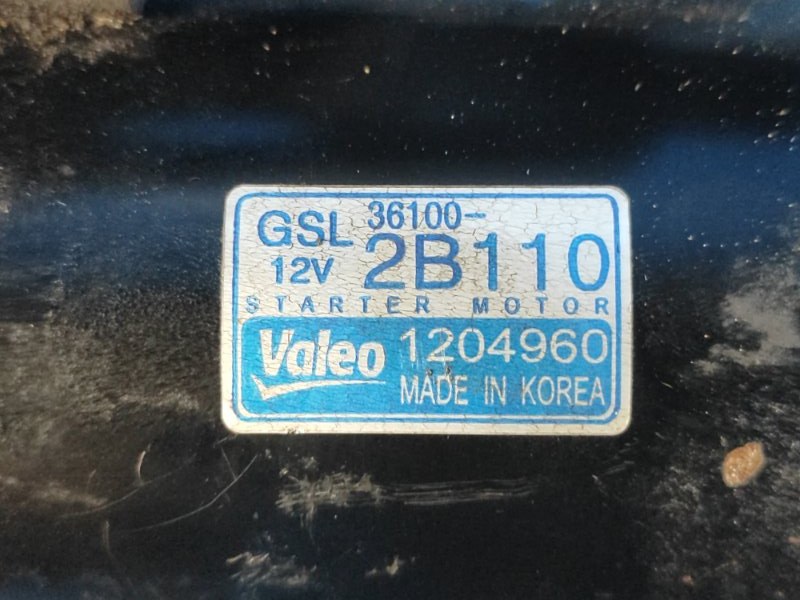 GSL 36100-
12V 2B110
STARTER MOTOR
Valeo 1204960
MADE IN KOREA